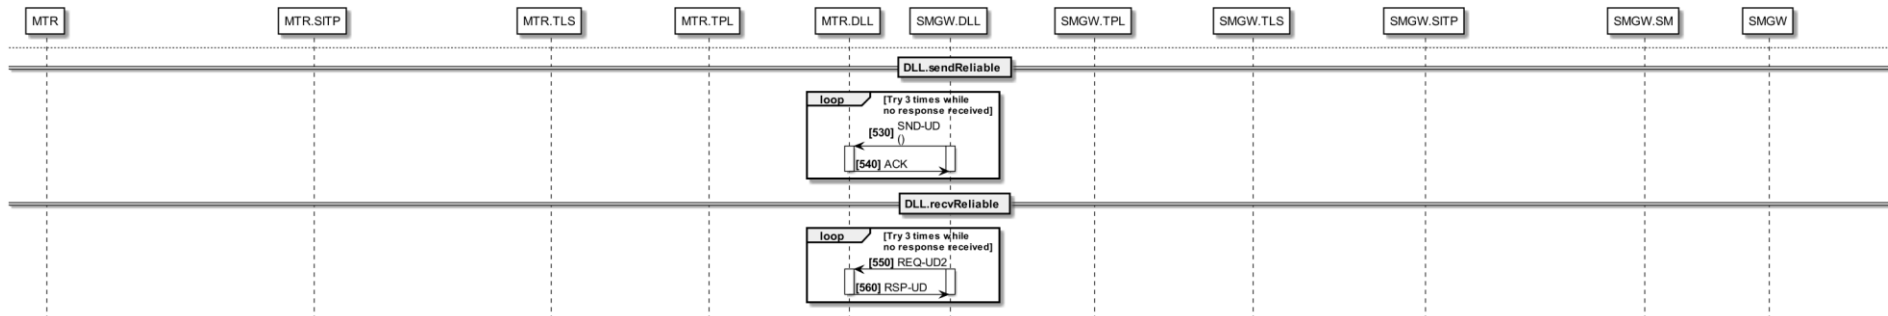 MTR MTR.SITP MTR.TLS MTR.TPL MTR.DLL SMGW.DLL SMGW.TPL SMGW.TLS SMGW.SITP SMGW.SM SMGW
DLL.sendReliable
loop [Try 3 times while
no response received]
SND-UD
[530]
()
[540] ACK
DLL.recvReliable
loop [Try 3 times while
no response received]
[550] REQ-UD2
[560] RSP-UD